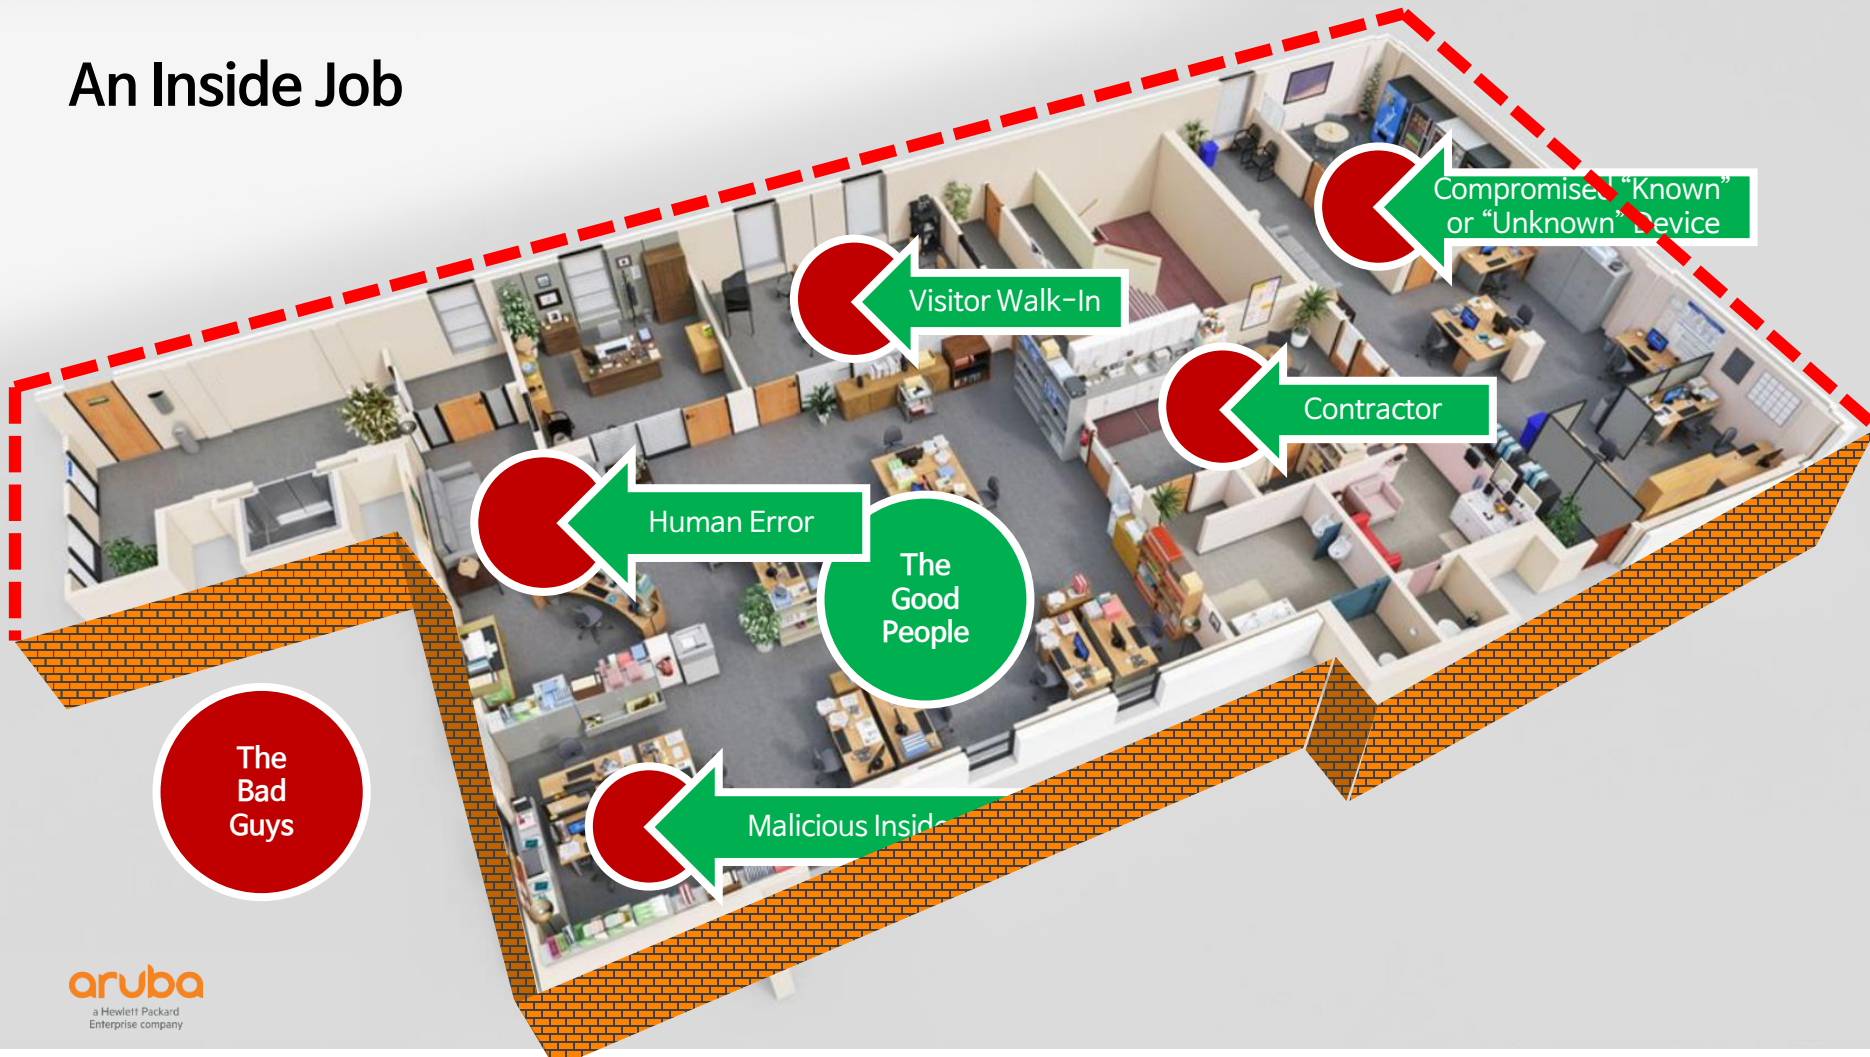 An Inside Job
Compromised “Known”
or “Unknown” Device
Visitor Walk-In
Contractor
Human Error
The
Good
People
The
Bad
Guys
Malicious Inside
aruba
a Hewlett Packard
Enterprise company